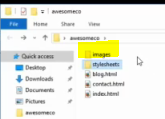 awesomeco
File
Home
Share
View
awesomeco
Quick access
Desktop
Downloads
Documents
Pictures
awesomeco
images
stylesheets
blog.html
contact.html
index.html